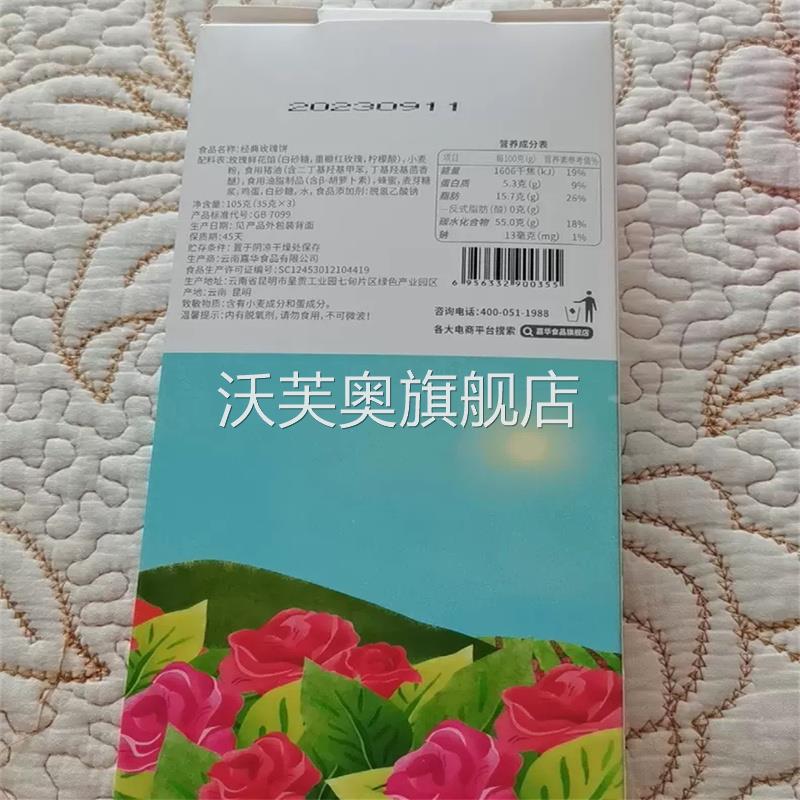 20230911
食品名称:经典玫瑰饼
配料表:玫瑰鲜花馅(白砂糖,重瓣红玫瑰,柠檬酸),小麦
粉,食用猪油(含二丁基羟基甲苯,丁基羟基茴香
醚),食用油脂制品(含β-胡萝卜素),蜂蜜,麦芽糖
浆,鸡蛋,白砂糖,水,食品添加剂:脱氢乙酸钠
净含量:105克(35克×3)
产品标准代号:GB 7099
生产日期:见产品外包装背面
保质期:45天
贮存条件:置于阴凉干燥处保存
生产商:云南嘉华食品有限公司
食品生产许可证编号:SC12453012104419
生产地址:云南省昆明市呈贡工业园七甸片区绿色产业园区
产地:云南 昆明
致敏物质:含有小麦成分和蛋成分。
温馨提示:内有脱氧剂,请勿食用,不可微波!
营养成分表
项目 每100克(g) 营养素参考值%
能量 1606千焦(kJ) 19%
蛋白质 5.3克(g) 9%
脂肪 15.7克(g) 26%
—反式脂肪(酸) 0克(g)
碳水化合物 55.0克(g) 18%
钠 13毫克(mg) 1%
6 956332 900355
咨询电话:400-051-1988
各大电商平台搜索 嘉华食品旗舰店
沃芙奥旗舰店